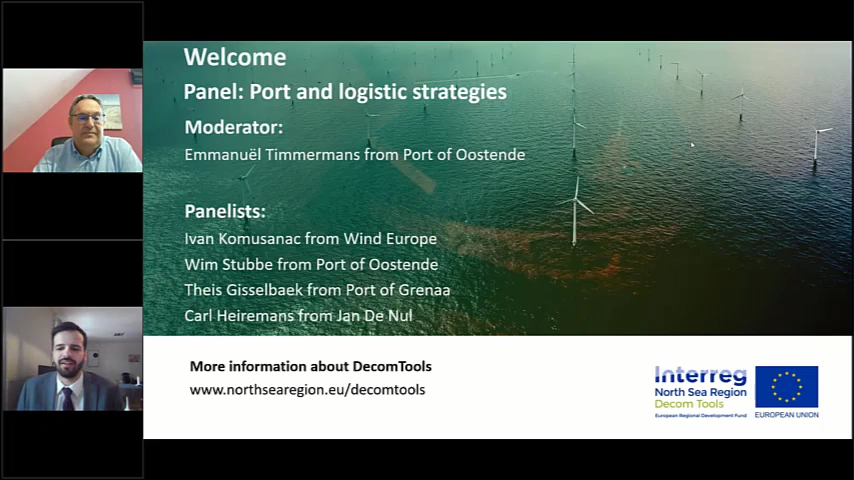 Welcome
Panel: Port and logistic strategies
Moderator:
Emmanuël Timmermans from Port of Oostende
Panelists:
Ivan Komusanac from Wind Europe
Wim Stubbe from Port of Oostende
Theis Gisselbaek from Port of Grenaa
Carl Heiremans from Jan De Nul
More information about DecomTools
www.northsearegion.eu/decomtools
Interreg
North Sea Region
Decom Tools
European Regional Development Fund
EUROPEAN UNION